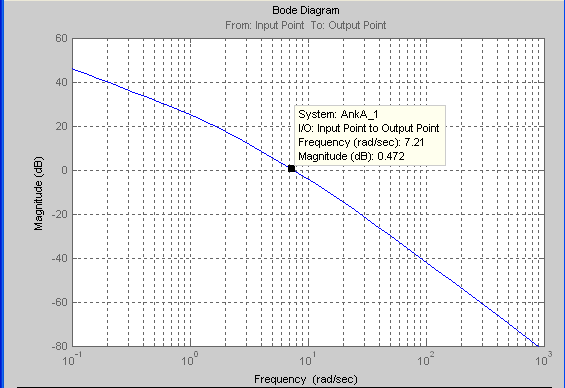 Bode Diagram
From: Input Point To: Output Point
60
40
20
0
-20
-40
-60
-80
Magnitude (dB)
System: AnkA_1
I/O: Input Point to Output Point
Frequency (rad/sec): 7.21
Magnitude (dB): 0.472
10^-1
10^0
10^1
10^2
10^3
Frequency (rad/sec)